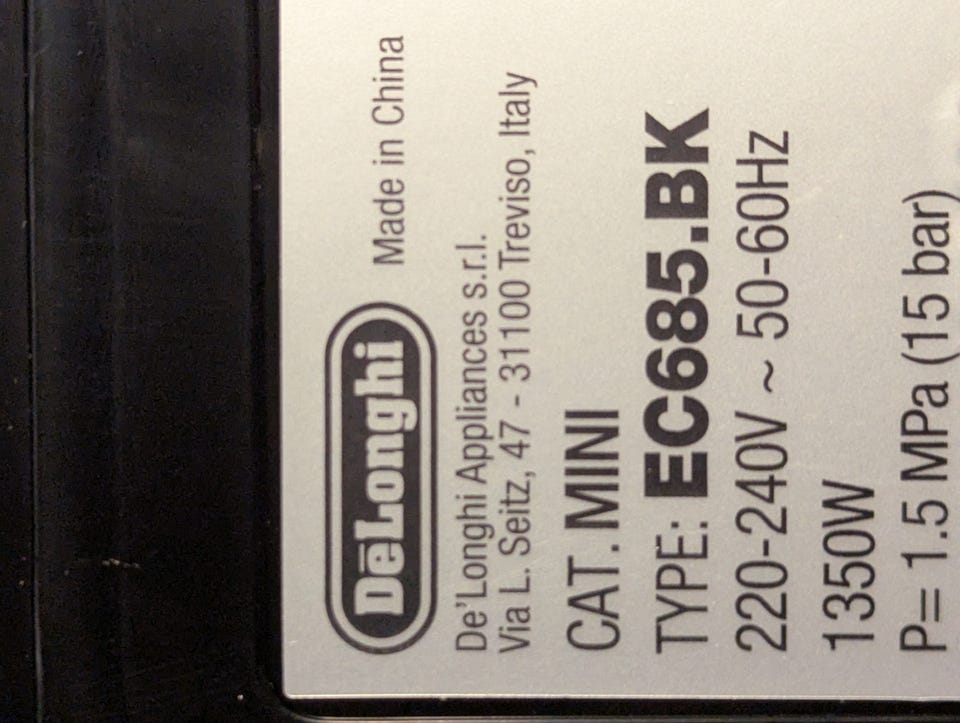 DēLonghi Made in China
De'Longhi Appliances s.r.l.
Via L. Seitz, 47 - 31100 Treviso, Italy
CAT. MINI
TYPE: EC685.BK
220-240V ~ 50-60Hz
1350W
P= 1.5 MPa (15 bar)